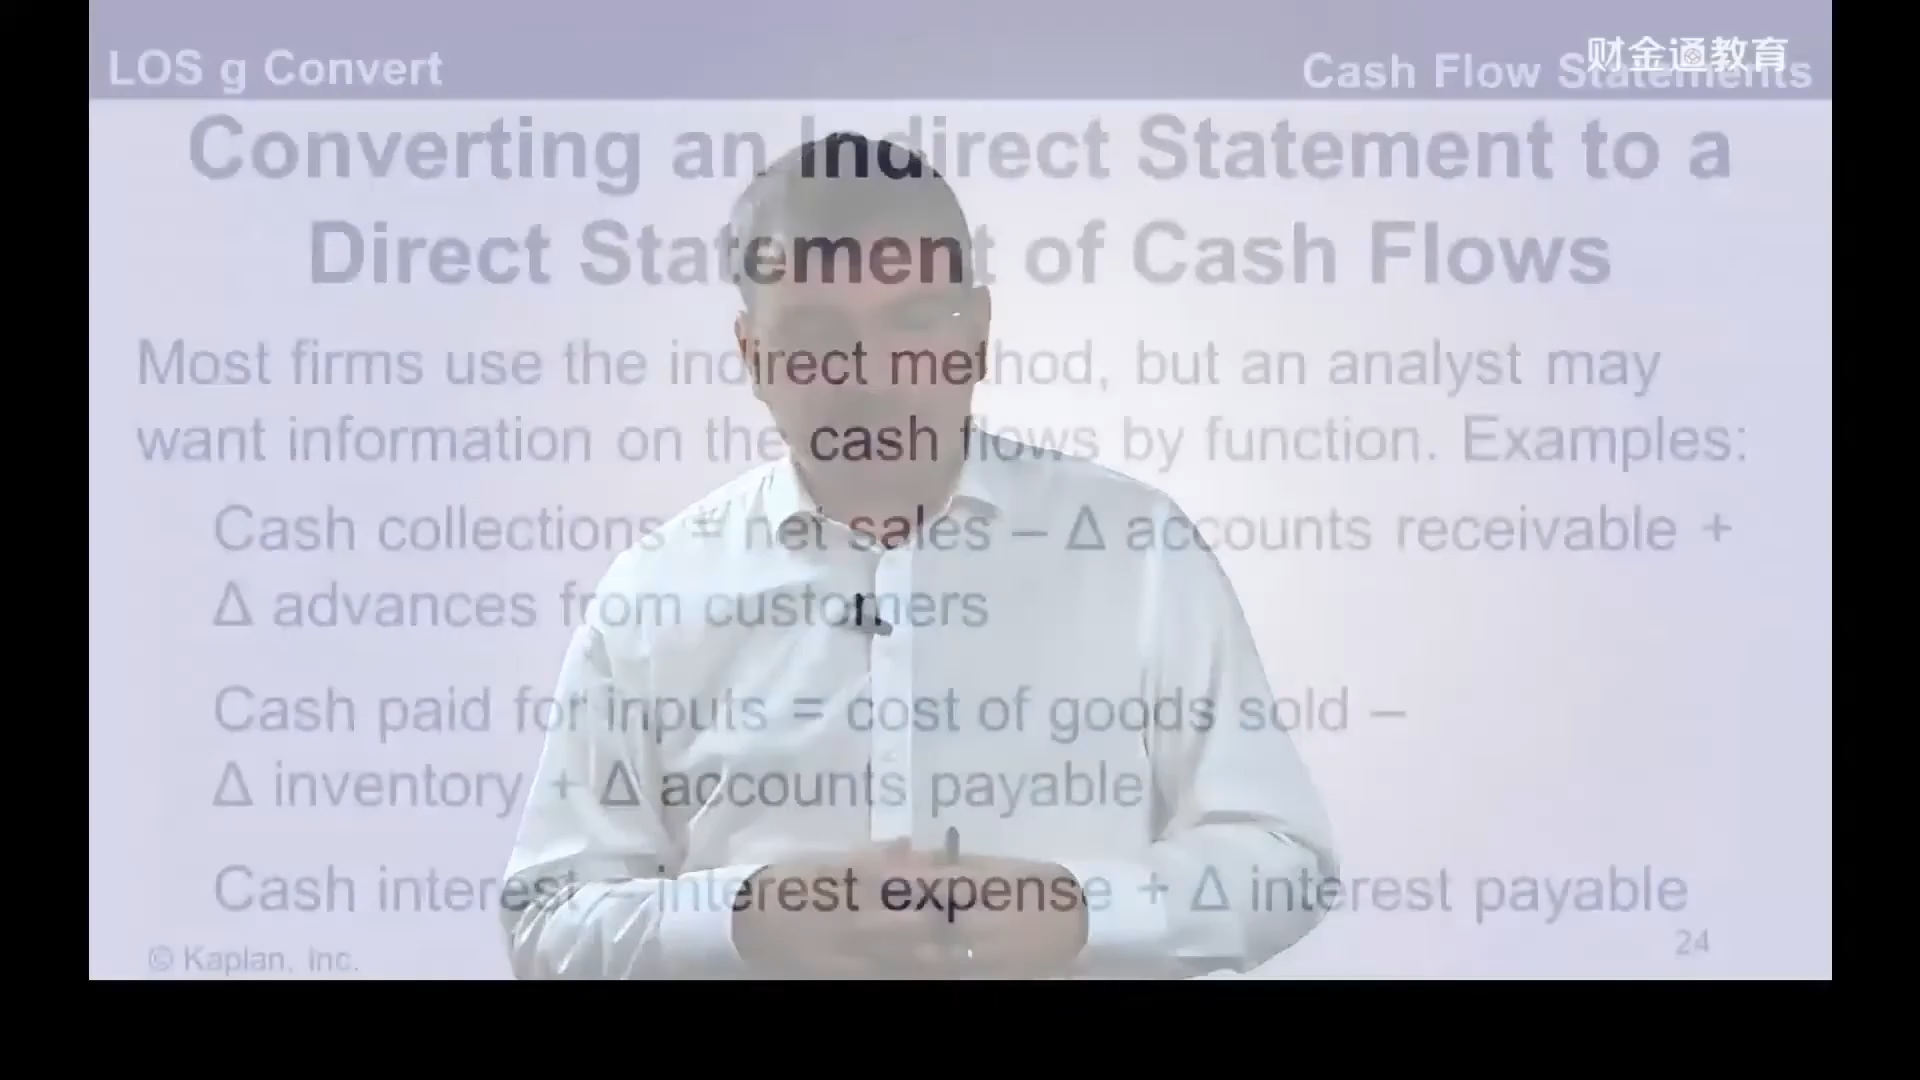 LOS g Convert
Cash Flow Statements
财金通教育
Converting an Indirect Statement to a
Direct Statement of Cash Flows
Most firms use the indirect method, but an analyst may
want information on the cash flows by function. Examples:
Cash collections = net sales – Δ accounts receivable +
Δ advances from customers
Cash paid for inputs = cost of goods sold –
Δ inventory + Δ accounts payable
Cash interest = interest expense + Δ interest payable
© Kaplan, Inc.
24